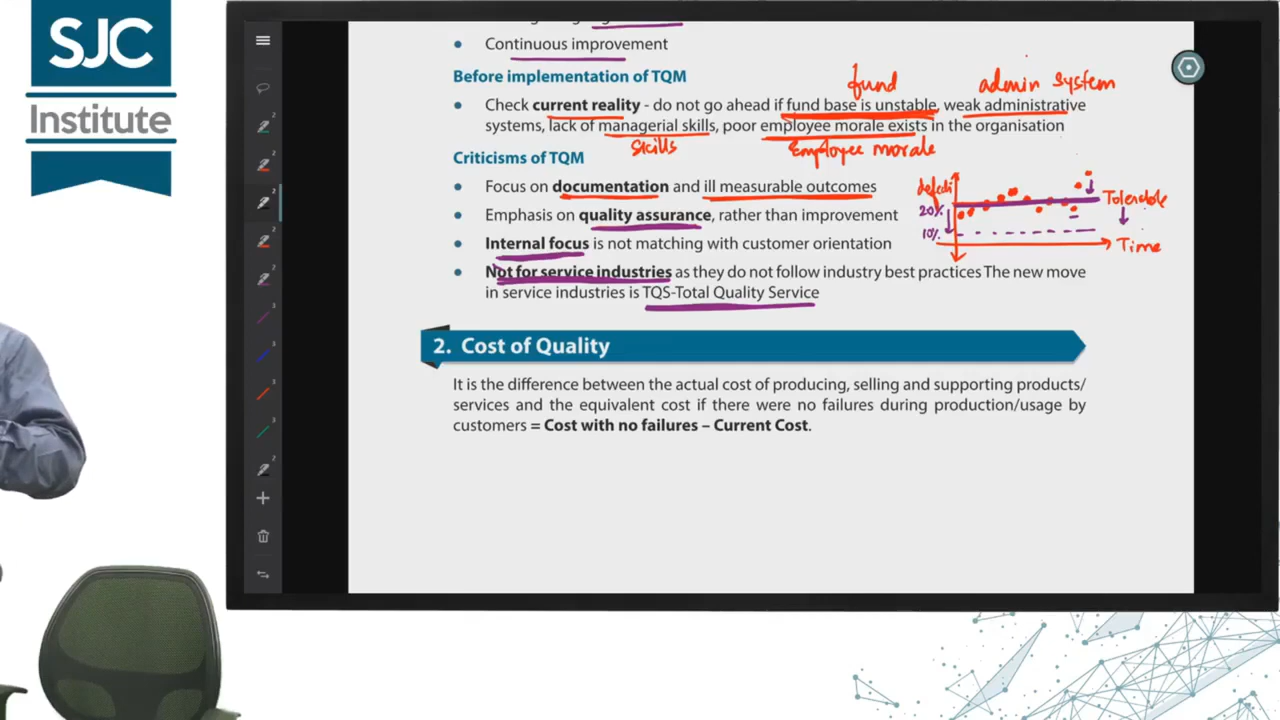 SJC
Institute
• Continuous improvement
Before implementation of TQM
fund admin system
• Check current reality - do not go ahead if fund base is unstable, weak administrative
systems, lack of managerial skills, poor employee morale exists in the organisation
skills Employee morale
Criticisms of TQM
• Focus on documentation and ill measurable outcomes
• Emphasis on quality assurance, rather than improvement
• Internal focus is not matching with customer orientation
• Not for service industries as they do not follow industry best practices The new move
in service industries is TQS-Total Quality Service
20%
Tolerable
10%
Time
2. Cost of Quality
It is the difference between the actual cost of producing, selling and supporting products/
services and the equivalent cost if there were no failures during production/usage by
customers = Cost with no failures – Current Cost.